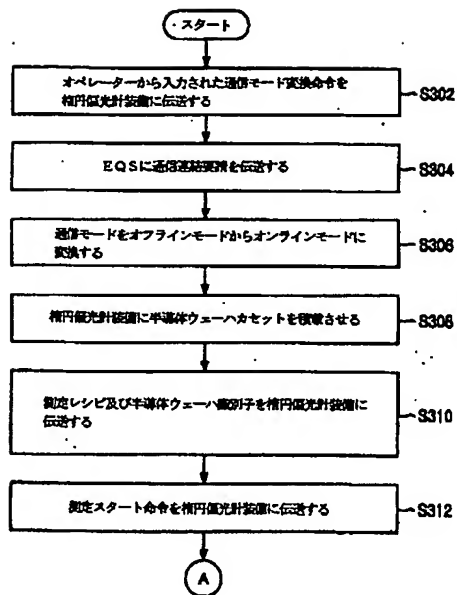 スタート
オペレーターから入力された通信モード変換命令を
楕円偏光計装備に伝送する
S302
EQSに通信連結要請を伝送する
S304
通信モードをオフラインモードからオンラインモードに
変換する
S306
楕円偏光計装備に半導体ウェーハカセットを積載させる
S308
測定レシピ及び半導体ウェーハ識別子を楕円偏光計装備に
伝送する
S310
測定スタート命令を楕円偏光計装備に伝送する
S312
A